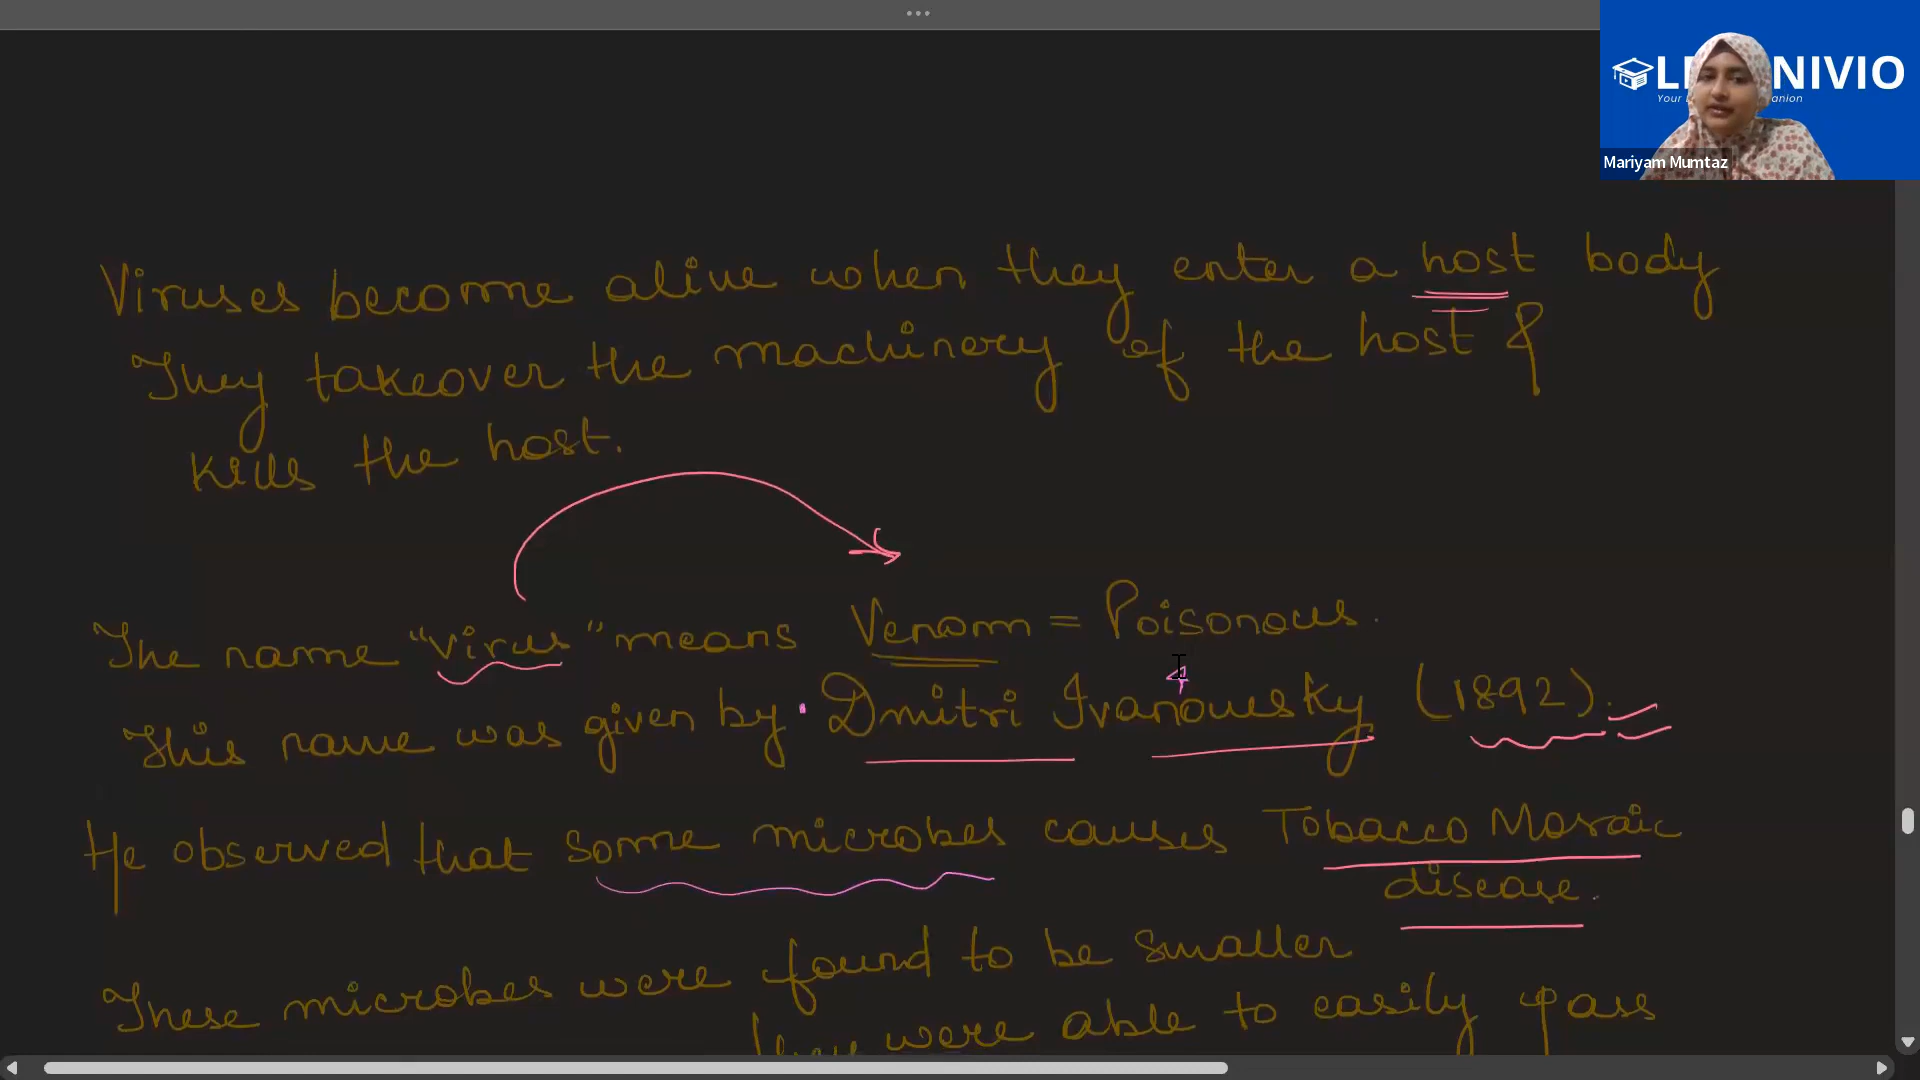 NIVIO
Mariyam Mumtaz
Viruses become alive when they enter a host body
They takeover the machinery of the host &
kills the host.
The name "virus" means Venom = Poisonous.
This name was given by Dmitri Ivanowsky (1892).
He observed that some microbes causes Tobacco Mosaic
disease.
These microbes were found to be smaller
they were able to easily pass